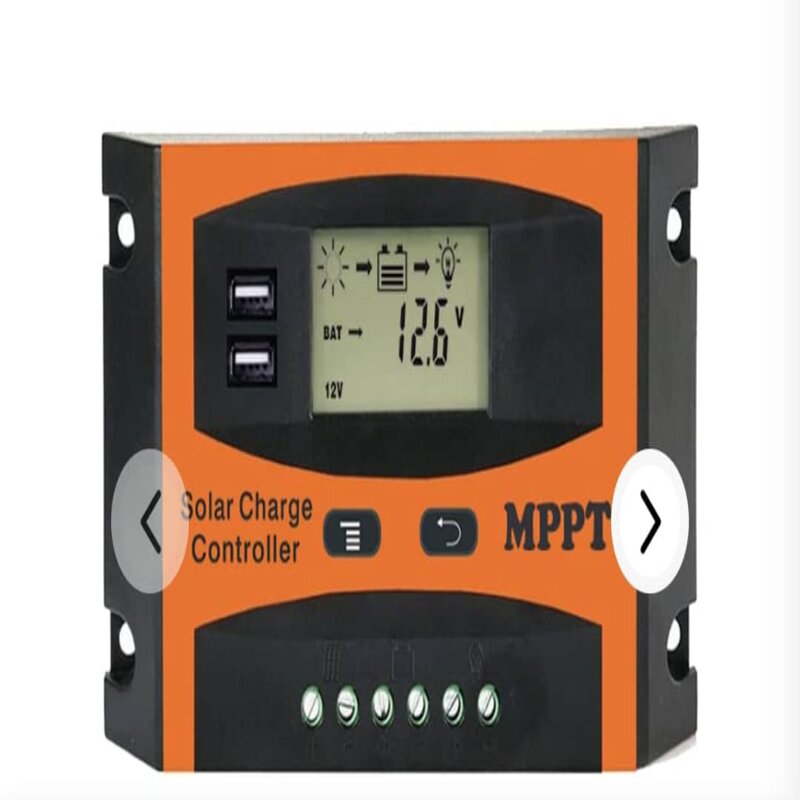 12.6 V
BAT
12V
Solar Charge
Controller
MPPT